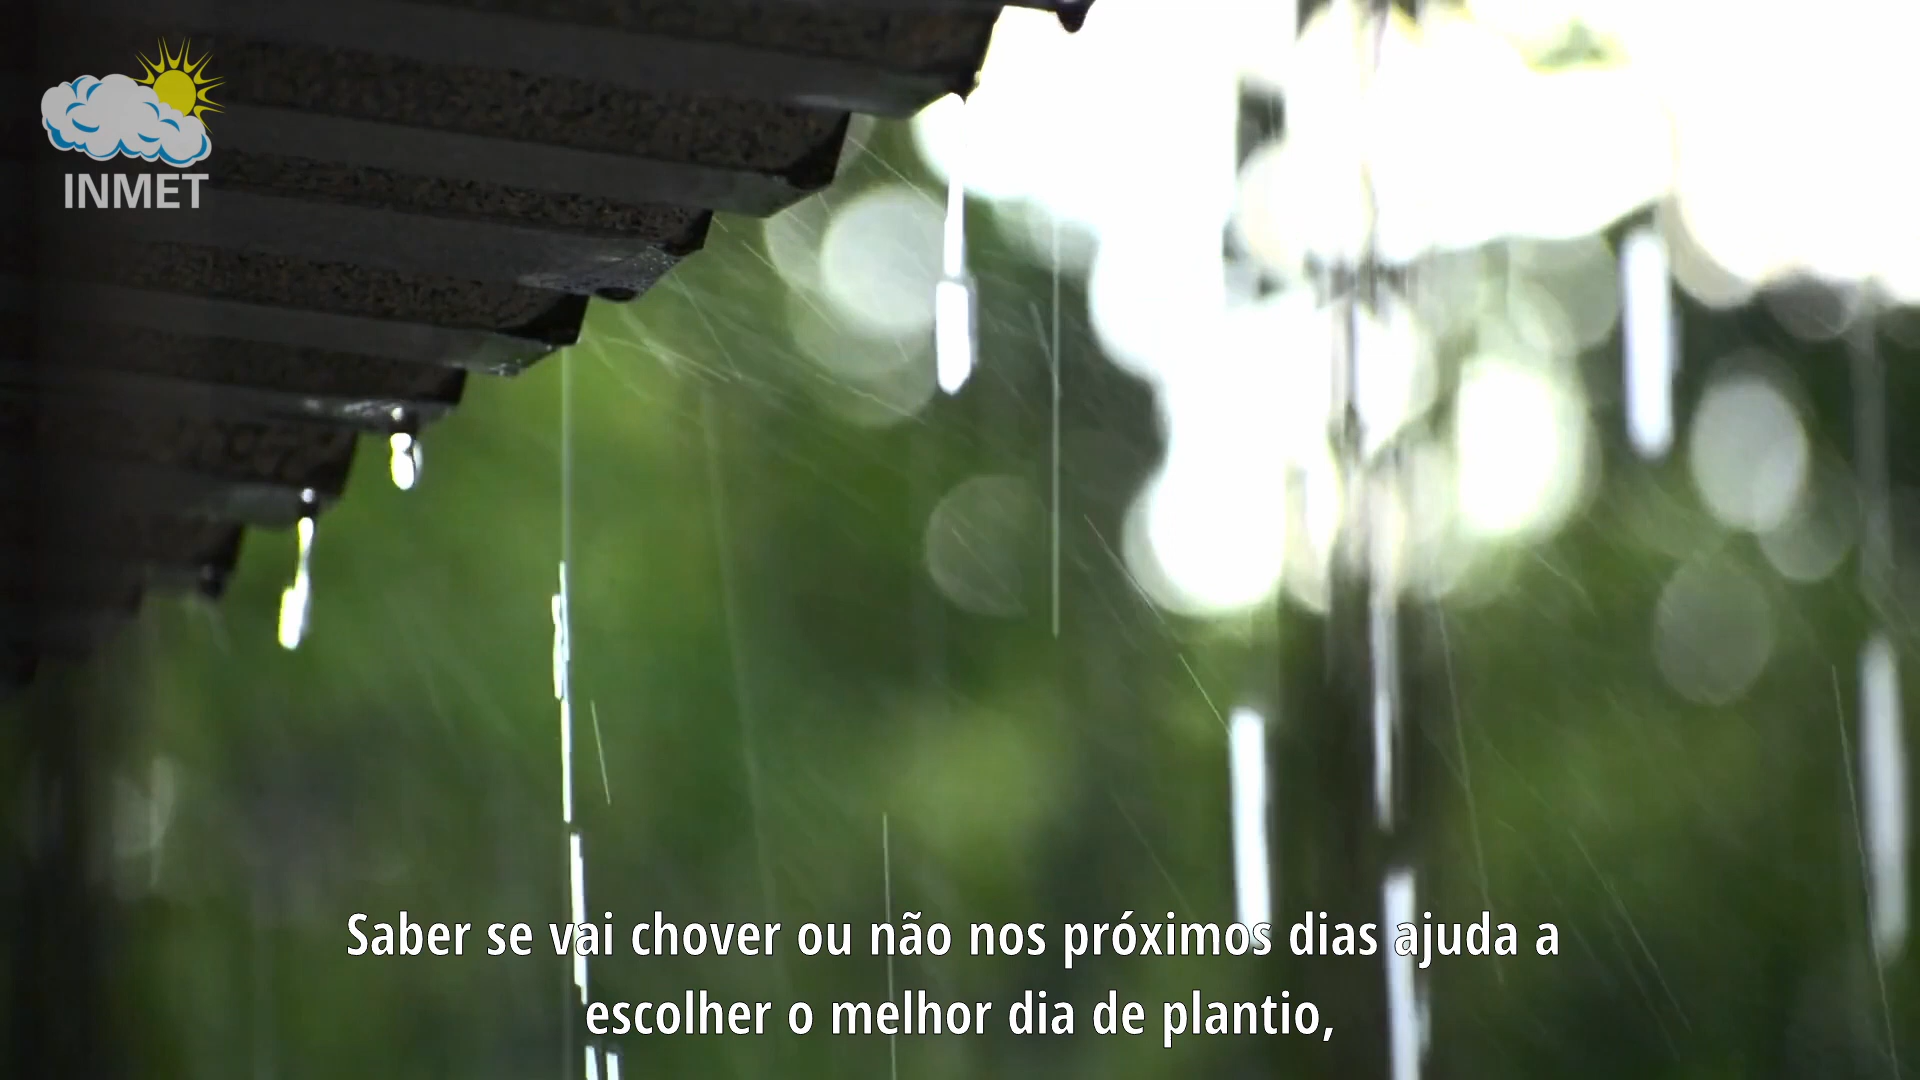 INMET
Saber se vai chover ou não nos próximos dias ajuda a
escolher o melhor dia de plantio,